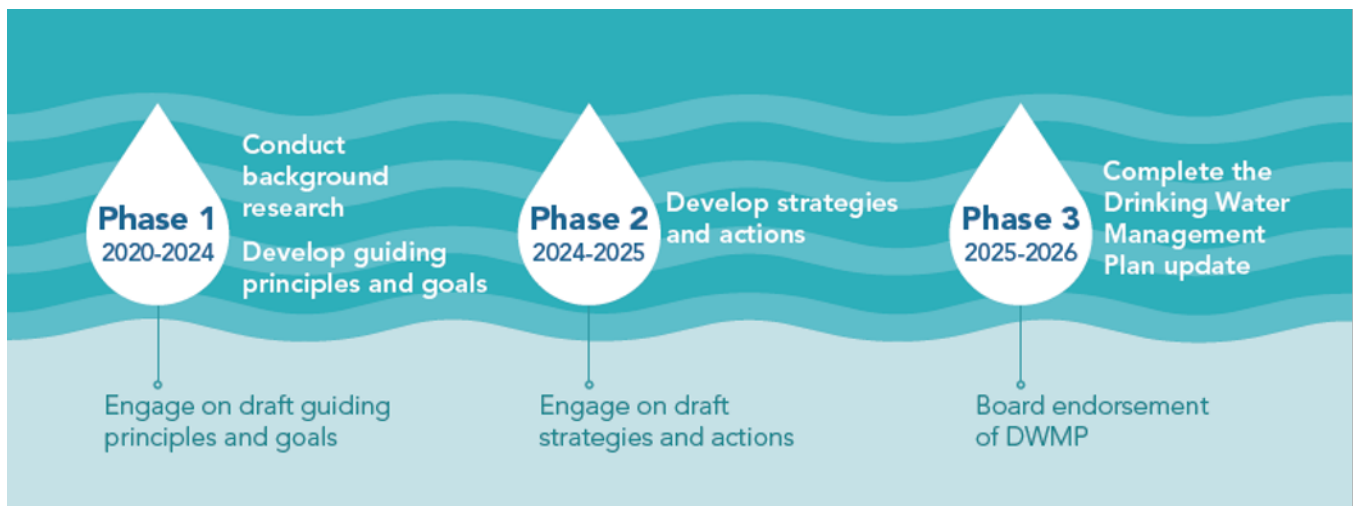 Phase 1
2020-2024
Conduct
background
research
Develop guiding
principles and goals
Engage on draft guiding
principles and goals
Phase 2
2024-2025
Develop strategies
and actions
Engage on draft
strategies and actions
Phase 3
2025-2026
Complete the
Drinking Water
Management
Plan update
Board endorsement
of DWMP